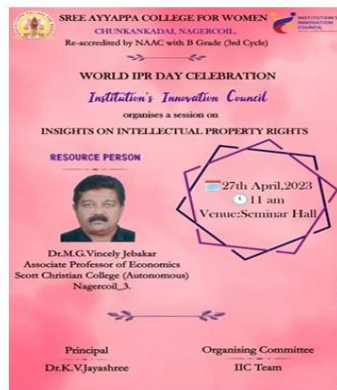 SREE AYYAPPA COLLEGE FOR WOMEN
CHUNKANKADAI, NAGERCOIL.
Re-accredited by NAAC with B Grade (3rd Cycle)
INSTITUTION'S
INNOVATION
COUNCIL
WORLD IPR DAY CELEBRATION
Institution's Innovation Council
organises a session on
INSIGHTS ON INTELLECTUAL PROPERTY RIGHTS
RESOURCE PERSON
27th April,2023
11 am
Venue:Seminar Hall
Dr.M.G.Vincely Jebakar
Associate Professor of Economics
Scott Christian College (Autonomous)
Nagercoil_3.
Principal
Dr.K.V.Jayashree
Organising Committee
IIC Team